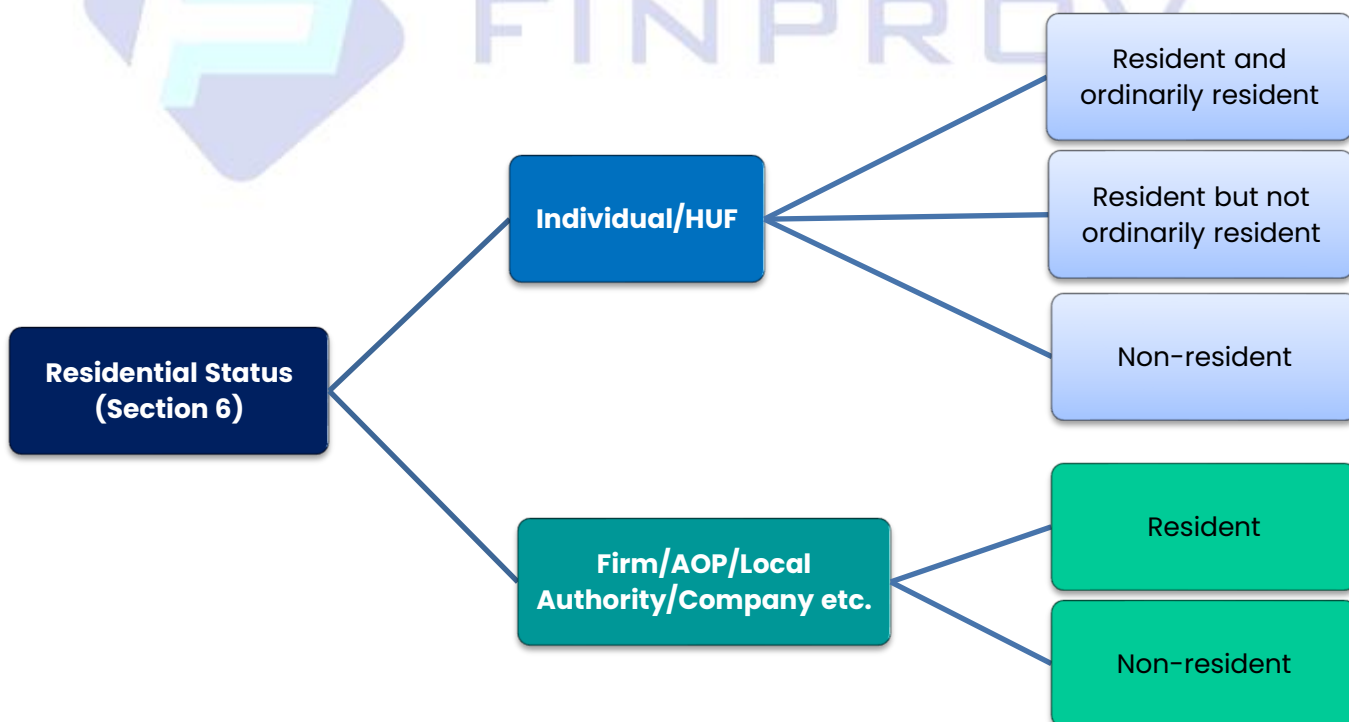 FINPROV
Resident and
ordinarily resident
Individual/HUF
Resident but not
ordinarily resident
Non-resident
Residential Status
(Section 6)
Firm/AOP/Local
Authority/Company etc.
Resident
Non-resident